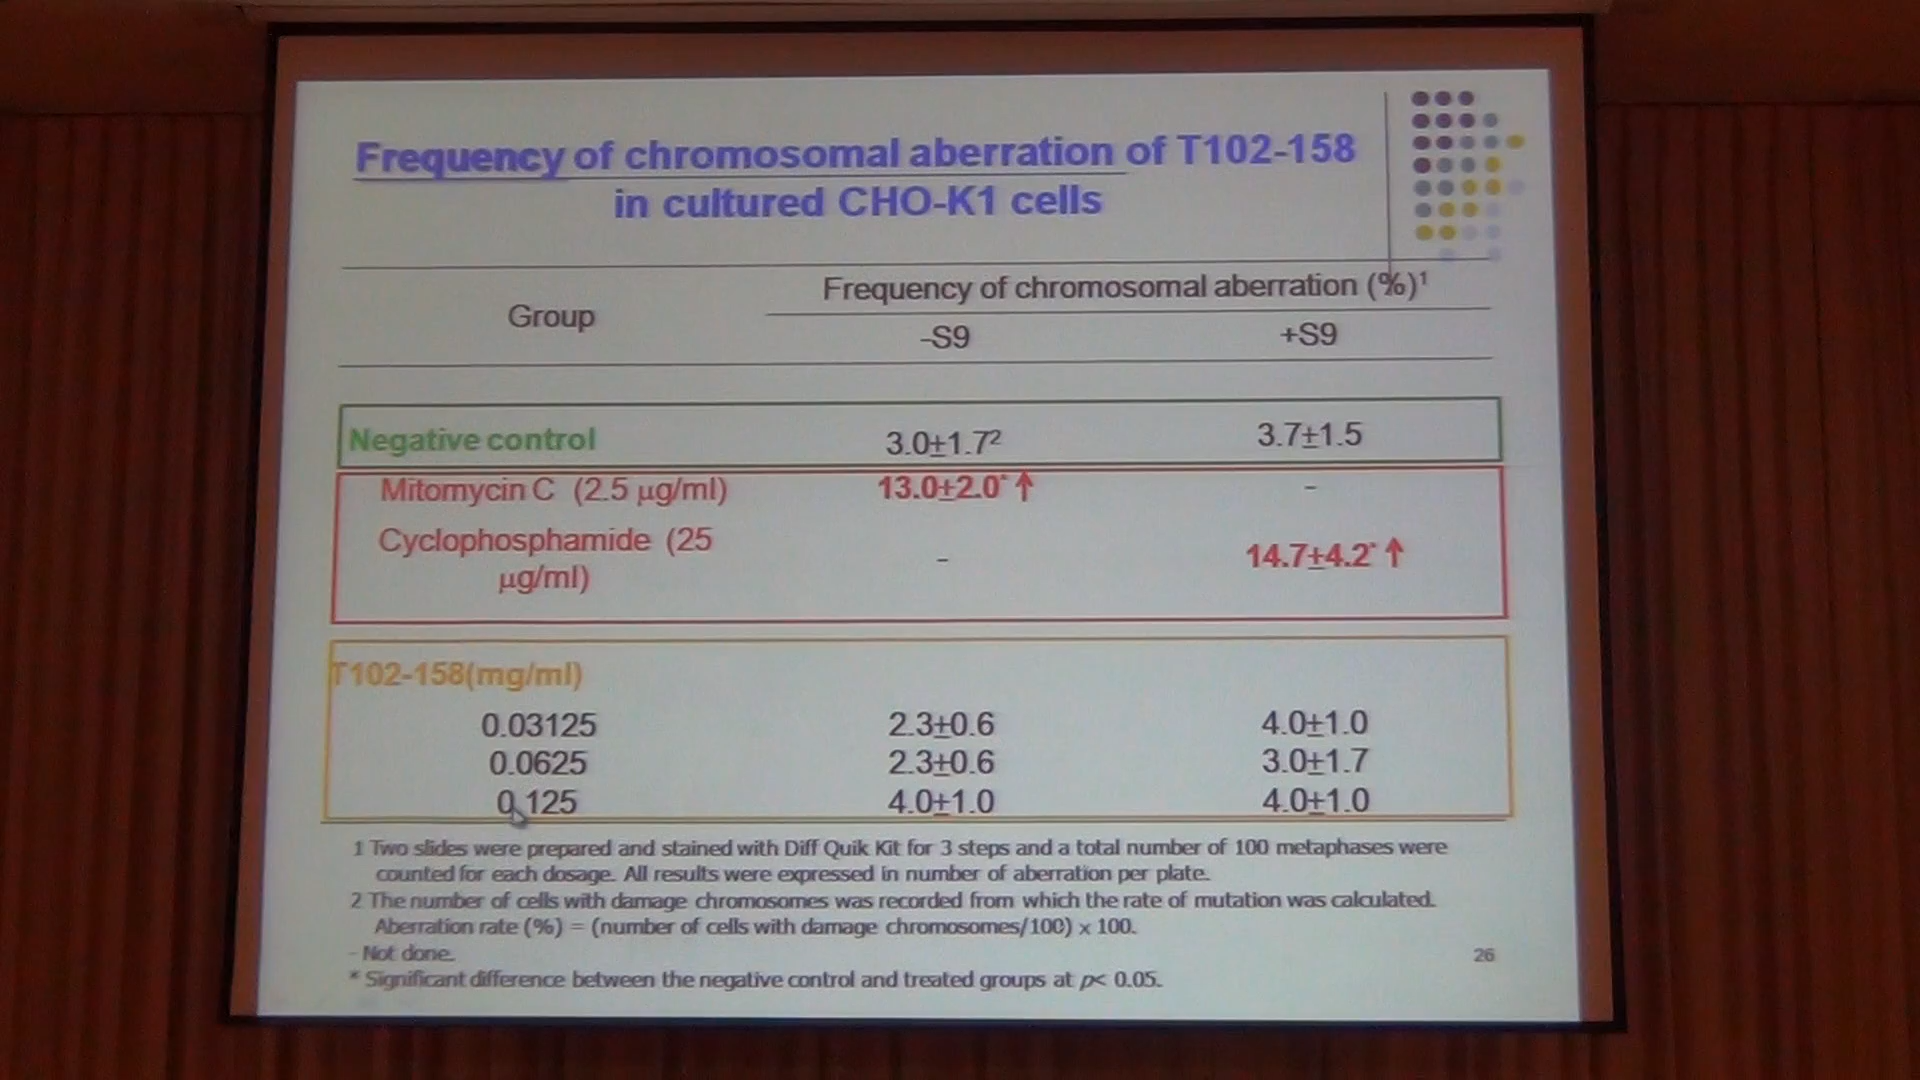 Frequency of chromosomal aberration of T102-158
in cultured CHO-K1 cells
Group
Frequency of chromosomal aberration (%)¹
-S9
+S9
Negative control 3.0±1.7² 3.7±1.5
Mitomycin C (2.5 µg/ml) 13.0±2.0* ↑ -
Cyclophosphamide (25
µg/ml) - 14.7±4.2* ↑
T102-158(mg/ml)
0.03125 2.3±0.6 4.0±1.0
0.0625 2.3±0.6 3.0±1.7
0.125 4.0±1.0 4.0±1.0
1 Two slides were prepared and stained with Diff Quik Kit for 3 steps and a total number of 100 metaphases were
counted for each dosage. All results were expressed in number of aberration per plate.
2 The number of cells with damage chromosomes was recorded from which the rate of mutation was calculated.
Aberration rate (%) = (number of cells with damage chromosomes/100) x 100.
- Not done.
* Significant difference between the negative control and treated groups at p< 0.05.
26